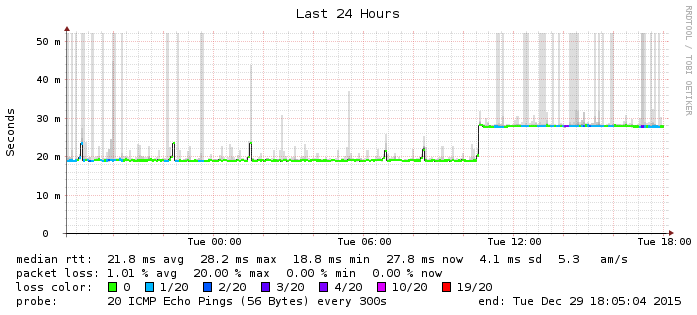 Last 24 Hours
RRDTOOL / TOBI OETIKER
Seconds
50 m
40 m
30 m
20 m
10 m
0
Tue 00:00 Tue 06:00 Tue 12:00 Tue 18:00
median rtt: 21.8 ms avg 28.2 ms max 18.8 ms min 27.8 ms now 4.1 ms sd 5.3 am/s
packet loss: 1.01 % avg 20.00 % max 0.00 % min 0.00 % now
loss color: 0 1/20 2/20 3/20 4/20 10/20 19/20
probe: 20 ICMP Echo Pings (56 Bytes) every 300s end: Tue Dec 29 18:05:04 2015